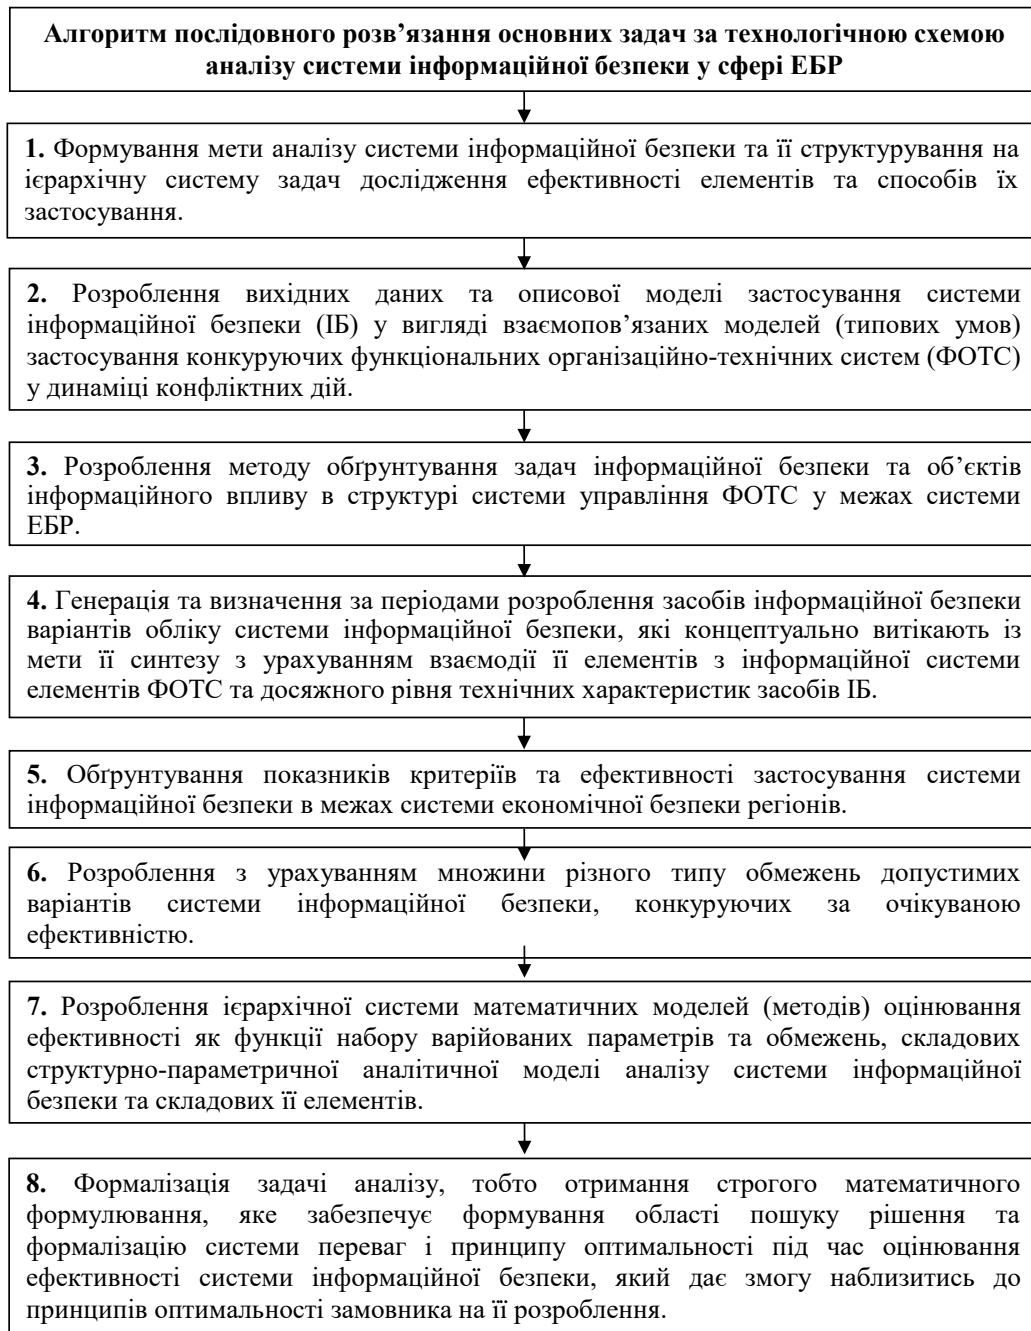 Алгоритм послідовного розв’язання основних задач за технологічною схемою
аналізу системи інформаційної безпеки у сфері ЕБР
1. Формування мети аналізу системи інформаційної безпеки та її структурування на
ієрархічну систему задач дослідження ефективності елементів та способів їх
застосування.
2. Розроблення вихідних даних та описової моделі застосування системи
інформаційної безпеки (ІБ) у вигляді взаємопов’язаних моделей (типових умов)
застосування конкуруючих функціональних організаційно-технічних систем (ФОТС)
у динаміці конфліктних дій.
3. Розроблення методу обґрунтування задач інформаційної безпеки та об’єктів
інформаційного впливу в структурі системи управління ФОТС у межах системи
ЕБР.
4. Генерація та визначення за періодами розроблення засобів інформаційної безпеки
варіантів обліку системи інформаційної безпеки, які концептуально витікають із
мети її синтезу з урахуванням взаємодії її елементів з інформаційної системи
елементів ФОТС та досяжного рівня технічних характеристик засобів ІБ.
5. Обґрунтування показників критеріїв та ефективності застосування системи
інформаційної безпеки в межах системи економічної безпеки регіонів.
6. Розроблення з урахуванням множини різного типу обмежень допустимих
варіантів системи інформаційної безпеки, конкуруючих за очікуваною
ефективністю.
7. Розроблення ієрархічної системи математичних моделей (методів) оцінювання
ефективності як функції набору варійованих параметрів та обмежень, складових
структурно-параметричної аналітичної моделі аналізу системи інформаційної
безпеки та складових її елементів.
8. Формалізація задачі аналізу, тобто отримання строгого математичного
формулювання, яке забезпечує формування області пошуку рішення та
формалізацію системи переваг і принципу оптимальності під час оцінювання
ефективності системи інформаційної безпеки, який дає змогу наблизитись до
принципів оптимальності замовника на її розроблення.